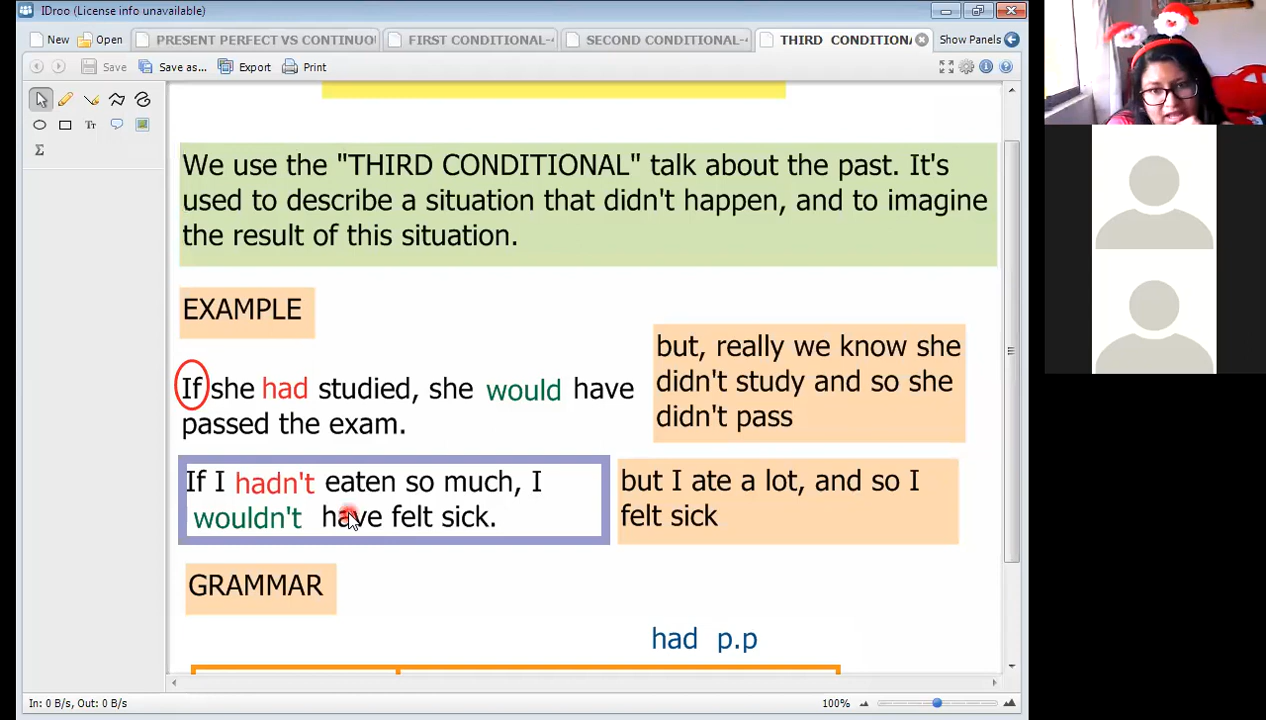 IDroo (License info unavailable)
New Open PRESENT PERFECT VS CONTINUO FIRST CONDITIONAL- SECOND CONDITIONAL- THIRD CONDITION Show Panels
Save Save as... Export Print
We use the "THIRD CONDITIONAL" talk about the past. It's
used to describe a situation that didn't happen, and to imagine
the result of this situation.
EXAMPLE
If she had studied, she would have
passed the exam.
but, really we know she
didn't study and so she
didn't pass
If I hadn't eaten so much, I
wouldn't have felt sick.
but I ate a lot, and so I
felt sick
GRAMMAR
had p.p
In: 0 B/s, Out: 0 B/s 100%